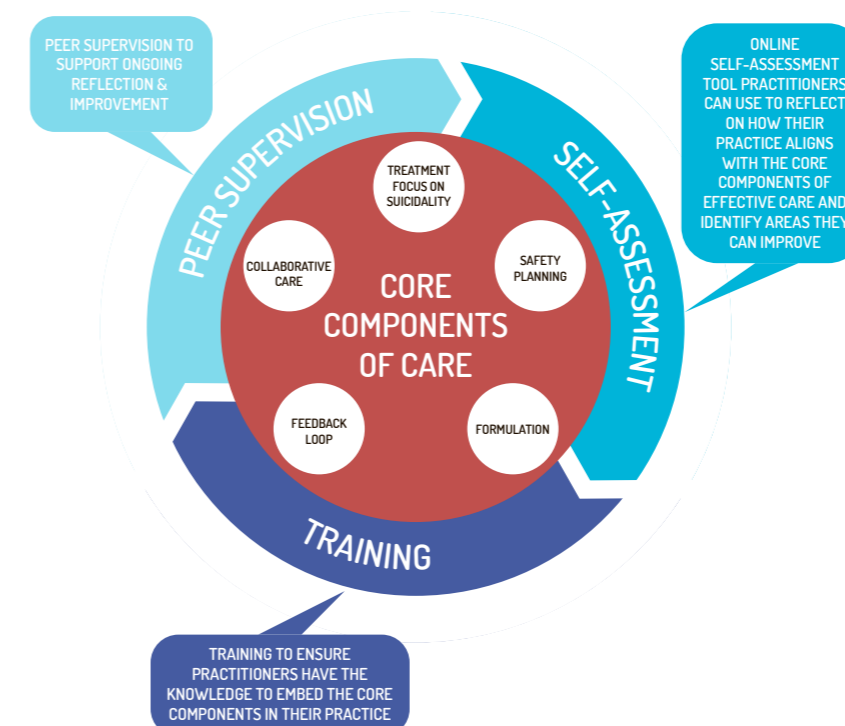 PEER SUPERVISION TO
SUPPORT ONGOING
REFLECTION &
IMPROVEMENT
ONLINE
SELF-ASSESSMENT
TOOL PRACTITIONERS
CAN USE TO REFLECT
ON HOW THEIR
PRACTICE ALIGNS
WITH THE CORE
COMPONENTS OF
EFFECTIVE CARE AND
IDENTIFY AREAS THEY
CAN IMPROVE
PEER SUPERVISION
SELF-ASSESSMENT
TREATMENT
FOCUS ON
SUICIDALITY
COLLABORATIVE
CARE
SAFETY
PLANNING
CORE
COMPONENTS
OF CARE
FEEDBACK
LOOP
FORMULATION
TRAINING
TRAINING TO ENSURE
PRACTITIONERS HAVE THE
KNOWLEDGE TO EMBED THE CORE
COMPONENTS IN THEIR PRACTICE